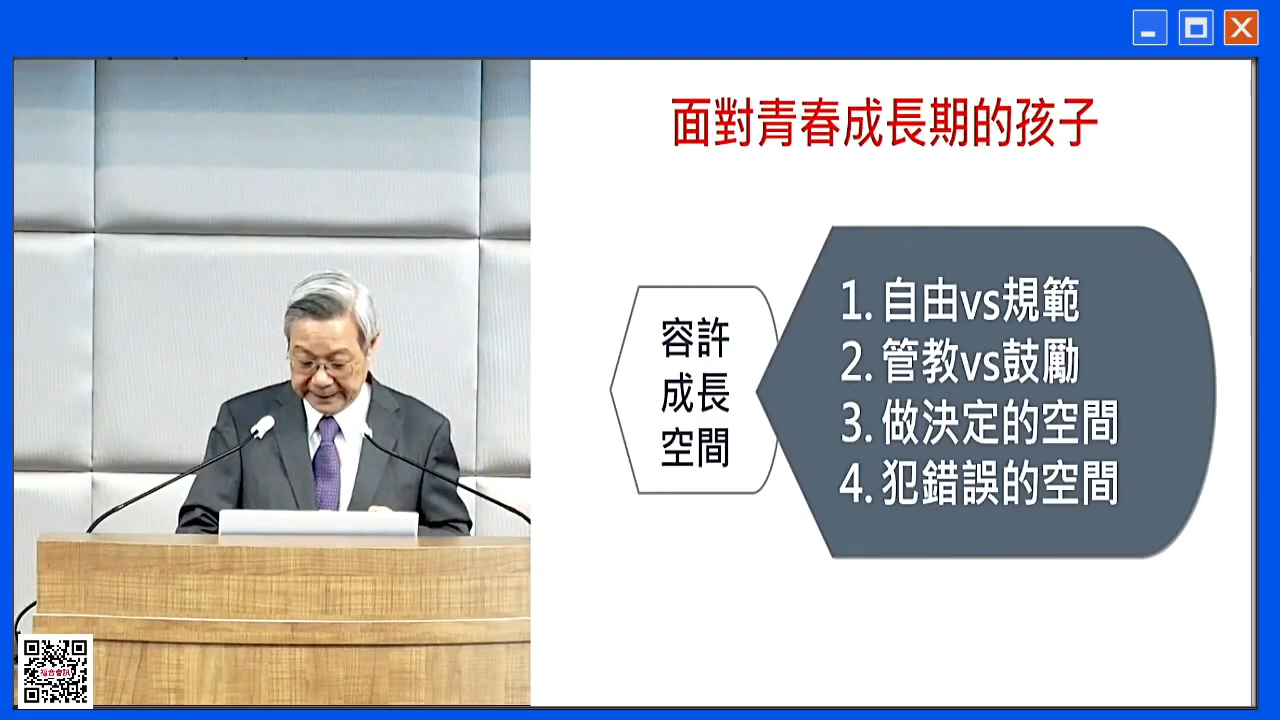 面對青春成長期的孩子
容許
成長
空間
1. 自由vs規範
2. 管教vs鼓勵
3. 做決定的空間
4. 犯錯誤的空間